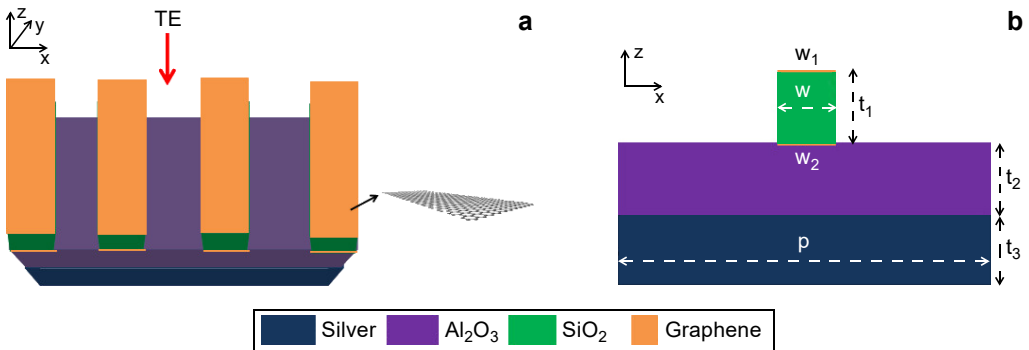 TE
a
z
y
x
b
z
x
w₁
w
t₁
w₂
t₂
p
t₃
Silver Al₂O₃ SiO₂ Graphene